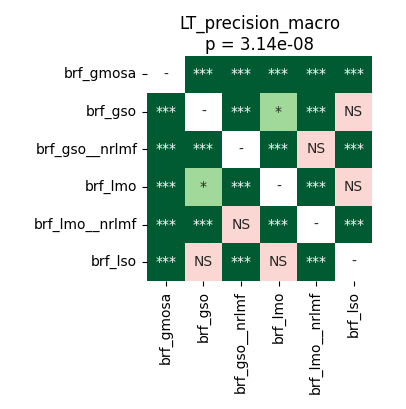 LT_precision_macro
p = 3.14e-08
brf_gmosa - *** *** *** *** ***
brf_gso *** - *** * *** NS
brf_gso__nrlmf *** *** - *** NS ***
brf_lmo *** * *** - *** NS
brf_lmo__nrlmf *** *** NS *** - ***
brf_lso *** NS *** NS *** -
brf_gmosa
brf_gso
brf_gso__nrlmf
brf_lmo
brf_lmo__nrlmf
brf_lso